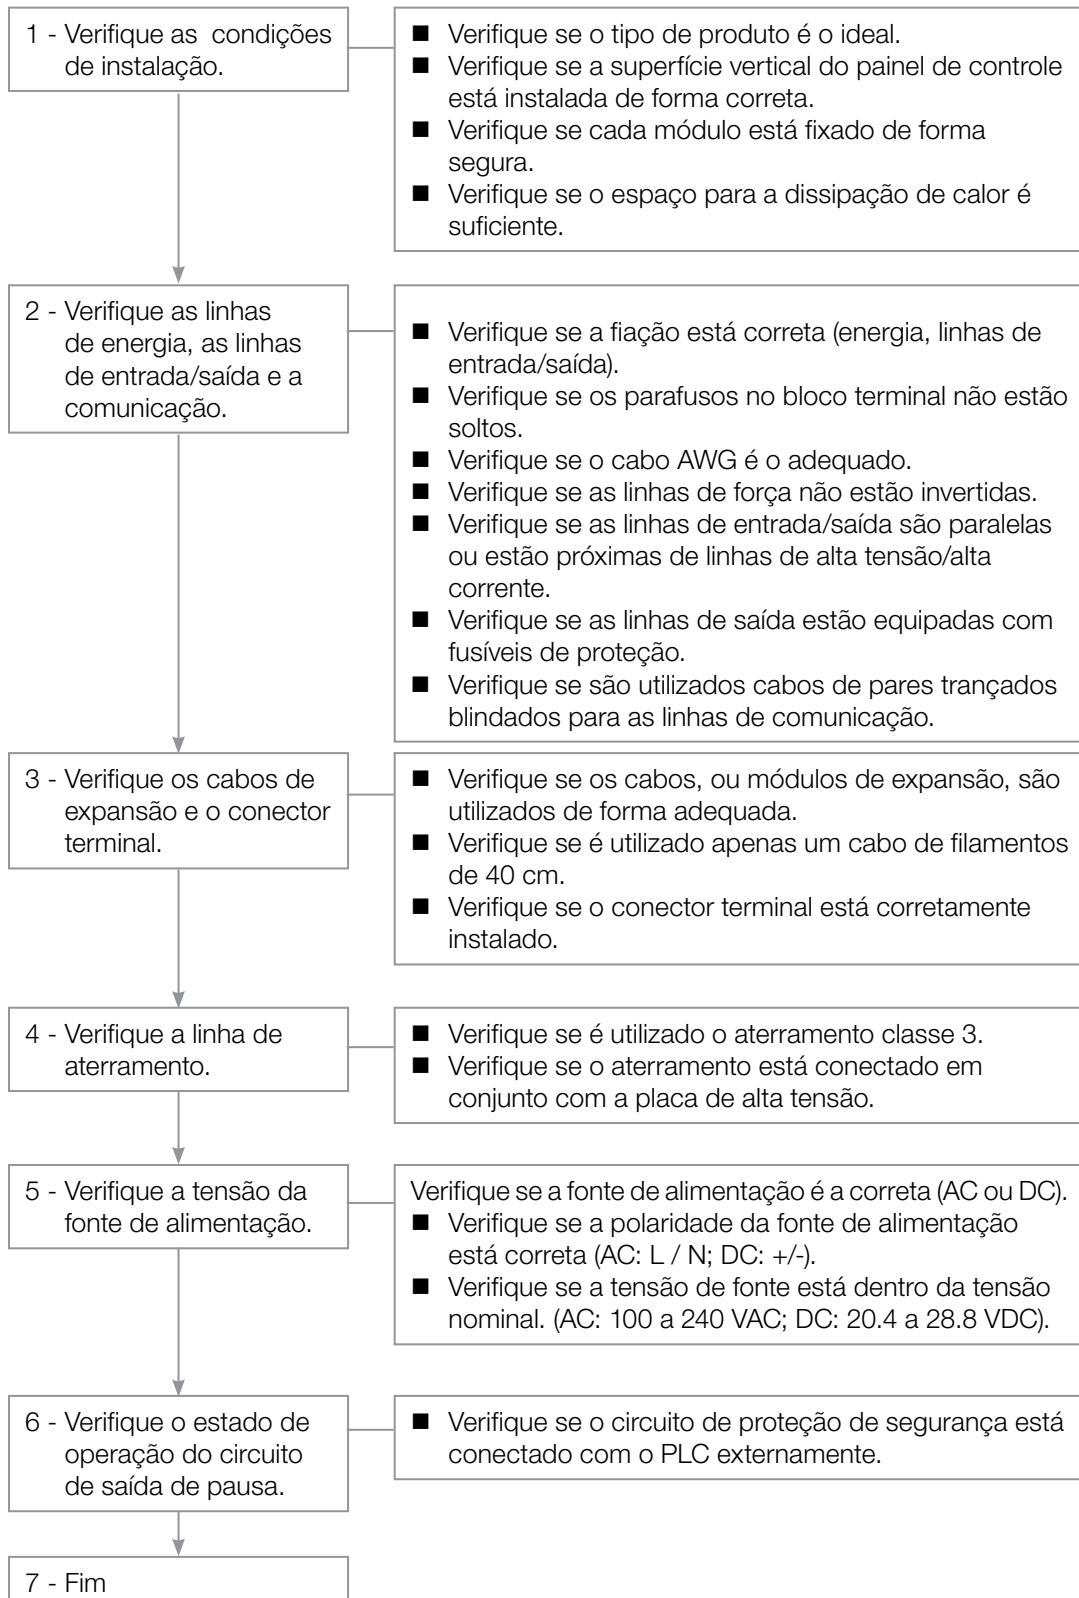 1 - Verifique as condições
de instalação.
■ Verifique se o tipo de produto é o ideal.
■ Verifique se a superfície vertical do painel de controle
está instalada de forma correta.
■ Verifique se cada módulo está fixado de forma
segura.
■ Verifique se o espaço para a dissipação de calor é
suficiente.
2 - Verifique as linhas
de energia, as linhas
de entrada/saída e a
comunicação.
■ Verifique se a fiação está correta (energia, linhas de
entrada/saída).
■ Verifique se os parafusos no bloco terminal não estão
soltos.
■ Verifique se o cabo AWG é o adequado.
■ Verifique se as linhas de força não estão invertidas.
■ Verifique se as linhas de entrada/saída são paralelas
ou estão próximas de linhas de alta tensão/alta
corrente.
■ Verifique se as linhas de saída estão equipadas com
fusíveis de proteção.
■ Verifique se são utilizados cabos de pares trançados
blindados para as linhas de comunicação.
3 - Verifique os cabos de
expansão e o conector
terminal.
■ Verifique se os cabos, ou módulos de expansão, são
utilizados de forma adequada.
■ Verifique se é utilizado apenas um cabo de filamentos
de 40 cm.
■ Verifique se o conector terminal está corretamente
instalado.
4 - Verifique a linha de
aterramento.
■ Verifique se é utilizado o aterramento classe 3.
■ Verifique se o aterramento está conectado em
conjunto com a placa de alta tensão.
5 - Verifique a tensão da
fonte de alimentação.
Verifique se a fonte de alimentação é a correta (AC ou DC).
■ Verifique se a polaridade da fonte de alimentação
está correta (AC: L / N; DC: +/-).
■ Verifique se a tensão de fonte está dentro da tensão
nominal. (AC: 100 a 240 VAC; DC: 20.4 a 28.8 VDC).
6 - Verifique o estado de
operação do circuito
de saída de pausa.
■ Verifique se o circuito de proteção de segurança está
conectado com o PLC externamente.
7 - Fim